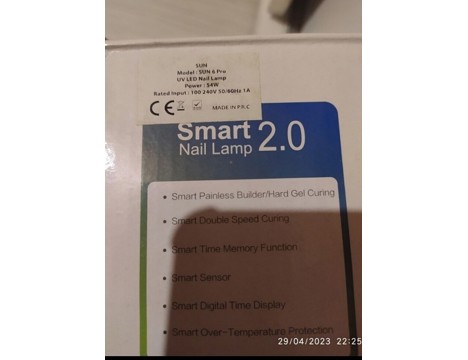 SUN
Model : SUN 6 Pro
UV LED Nail Lamp
Power : 54W
Rated Input : 100 240V 50/60Hz 1A
CE MADE IN P.R.C
Smart
Nail Lamp 2.0
• Smart Painless Builder/Hard Gel Curing
• Smart Double Speed Curing
• Smart Time Memory Function
• Smart Sensor
• Smart Digital Time Display
• Smart Over-Temperature Protection
29/04/2023 22:25